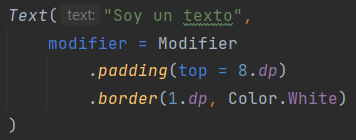 Text( text: "Soy un texto",
modifier = Modifier
.padding(top = 8.dp)
.border(1.dp, Color.White)
)